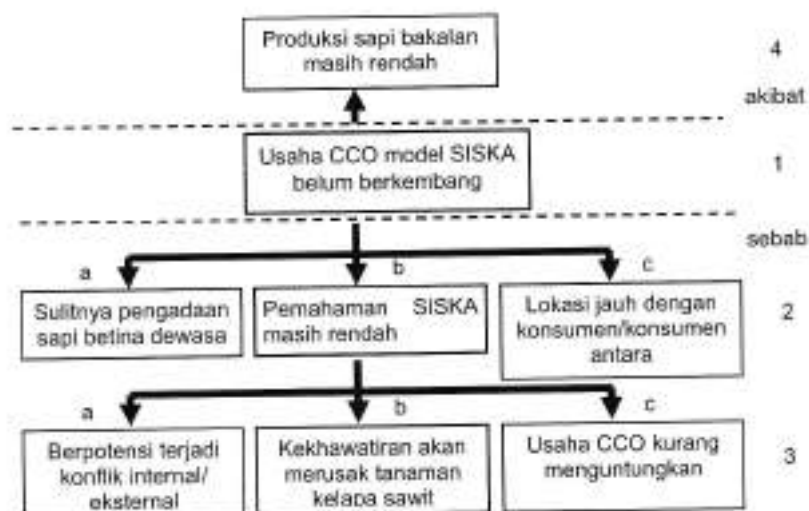 Produksi sapi bakalan
masih rendah
4
akibat
Usaha CCO model SISKA
belum berkembang
1
sebab
a
b
c
Sulitnya pengadaan
sapi betina dewasa
Pemahaman SISKA
masih rendah
Lokasi jauh dengan
konsumen/konsumen
antara
2
a
b
c
Berpotensi terjadi
konflik internal/
eksternal
Kekhawatiran akan
merusak tanaman
kelapa sawit
Usaha CCO kurang
menguntungkan
3